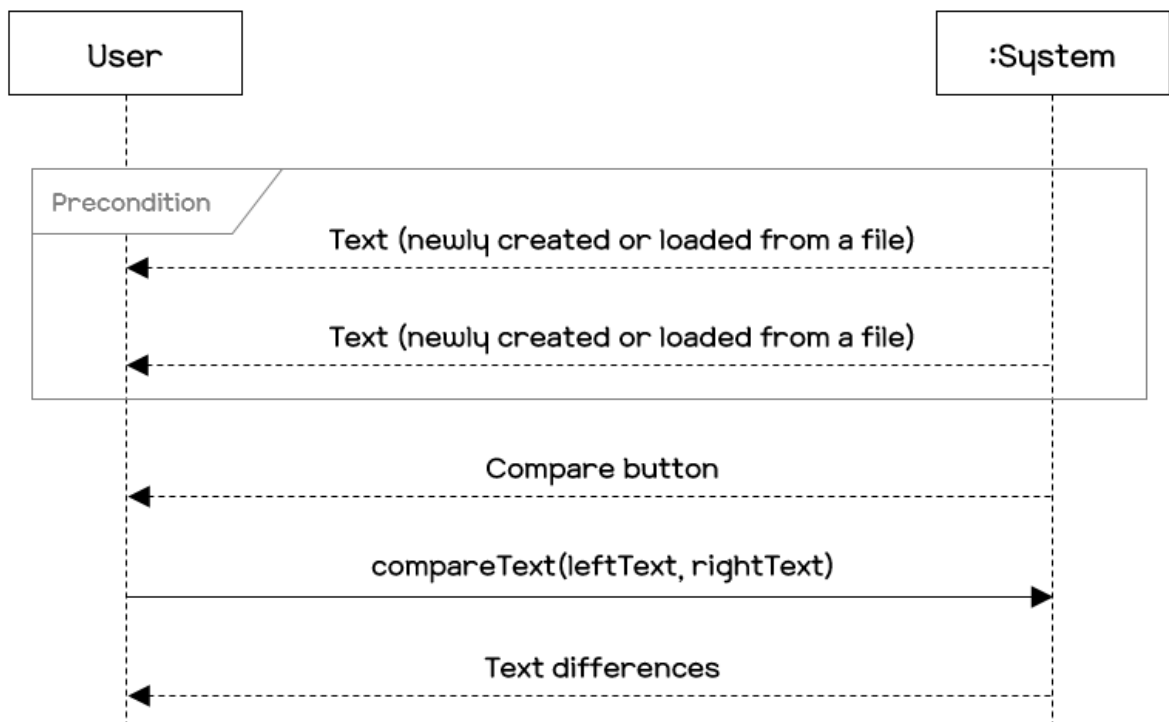 User
:System
Precondition
Text (newly created or loaded from a file)
Text (newly created or loaded from a file)
Compare button
compareText(leftText, rightText)
Text differences